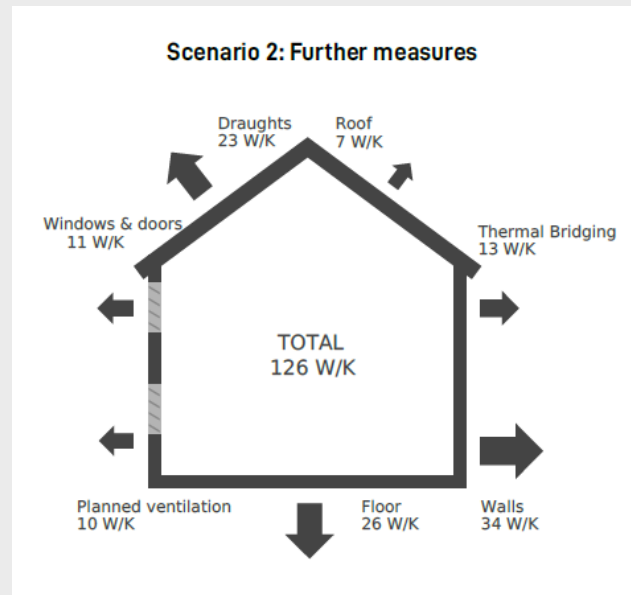 Scenario 2: Further measures
Draughts
23 W/K
Roof
7 W/K
Windows & doors
11 W/K
Thermal Bridging
13 W/K
TOTAL
126 W/K
Planned ventilation
10 W/K
Floor
26 W/K
Walls
34 W/K